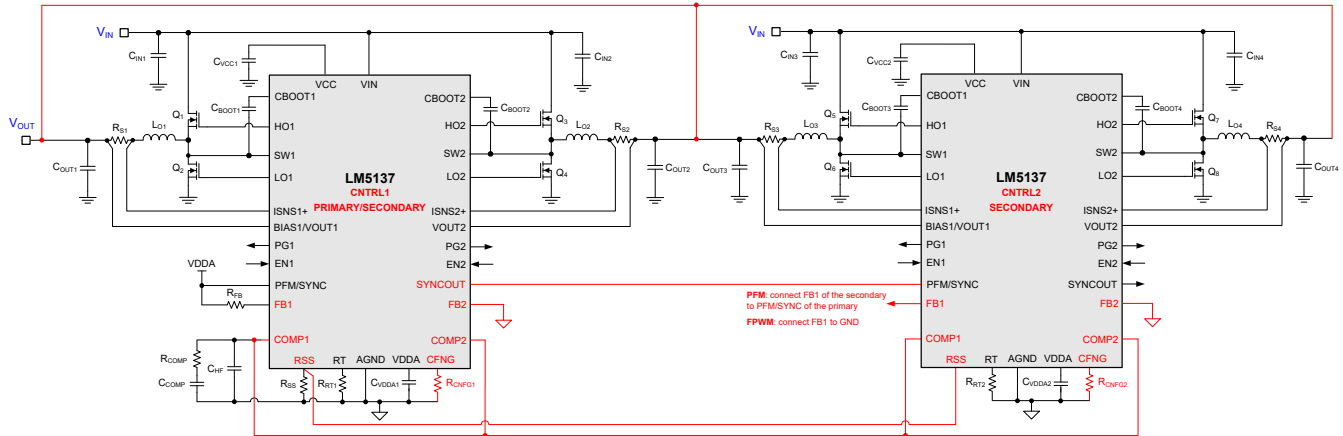 VIN
VIN
CIN1
CVCC1
CIN2
CIN3
CVCC2
CIN4
VCC
VIN
VCC
VIN
CBOOT1
CBOOT1
CBOOT2
CBOOT2
CBOOT3
CBOOT1
CBOOT2
CBOOT4
VOUT
RS1
LO1
Q1
HO1
HO2
Q3
LO2
RS2
RS3
LO3
Q5
HO1
HO2
Q7
LO4
RS4
COUT1
Q2
SW1
SW2
Q4
COUT2
COUT3
Q6
SW1
SW2
Q8
COUT4
LO1
LM5137
LO2
LO1
LM5137
LO2
CNTRL1
PRIMARY/SECONDARY
CNTRL2
SECONDARY
ISNS1+
ISNS2+
ISNS1+
ISNS2+
BIAS1/VOUT1
VOUT2
BIAS1/VOUT1
VOUT2
PG1
PG2
PG1
PG2
EN1
EN2
EN1
EN2
VDDA
PFM/SYNC
SYNCOUT
PFM/SYNC
SYNCOUT
RFB
FB1
FB2
PFM: connect FB1 of the secondary
to PFM/SYNC of the primary
FPWM: connect FB1 to GND
FB1
FB2
COMP1
COMP2
COMP1
COMP2
RCOMP
CHF
CCOMP
RSS
RT
AGND
VDDA
CFNG
RSS
RT
AGND
VDDA
CFNG
RSS
RRT1
CVDDA1
RCNFG1
RRT2
CVDDA2
RCNFG2